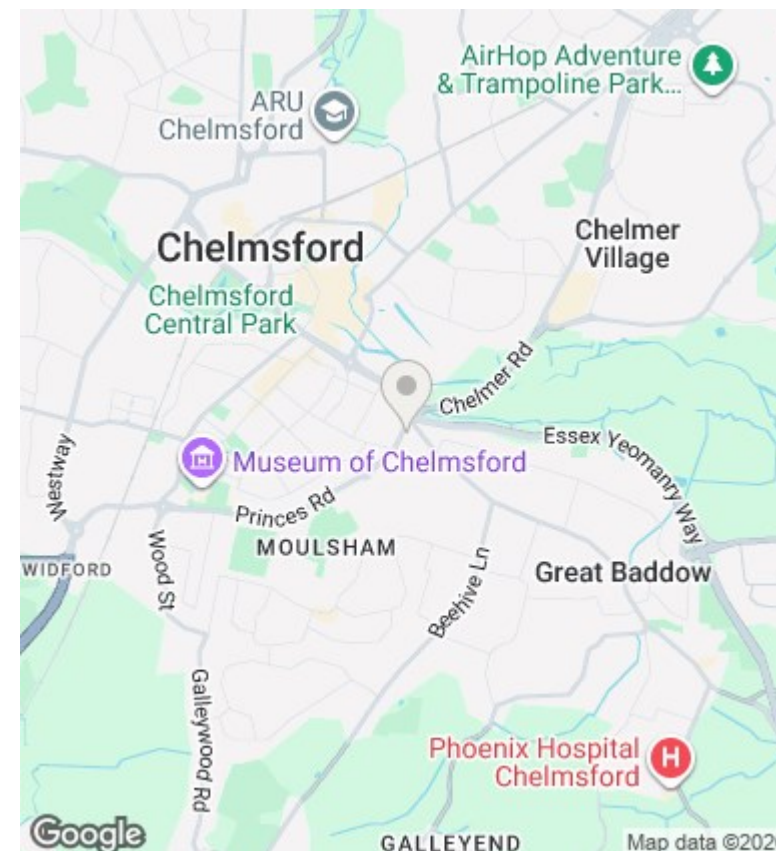 AirHop Adventure
& Trampoline Park...
ARU
Chelmsford
Chelmer
Village
Chelmsford
Chelmsford
Central Park
Chelmer Rd
Essex Yeomanry Way
Westway
Museum of Chelmsford
Princes Rd
MOULSHAM
WIDFORD
Wood St
Beehive Ln
Great Baddow
Galleywood Rd
Phoenix Hospital
Chelmsford
H
Google
GALLEYEND
Map data ©202